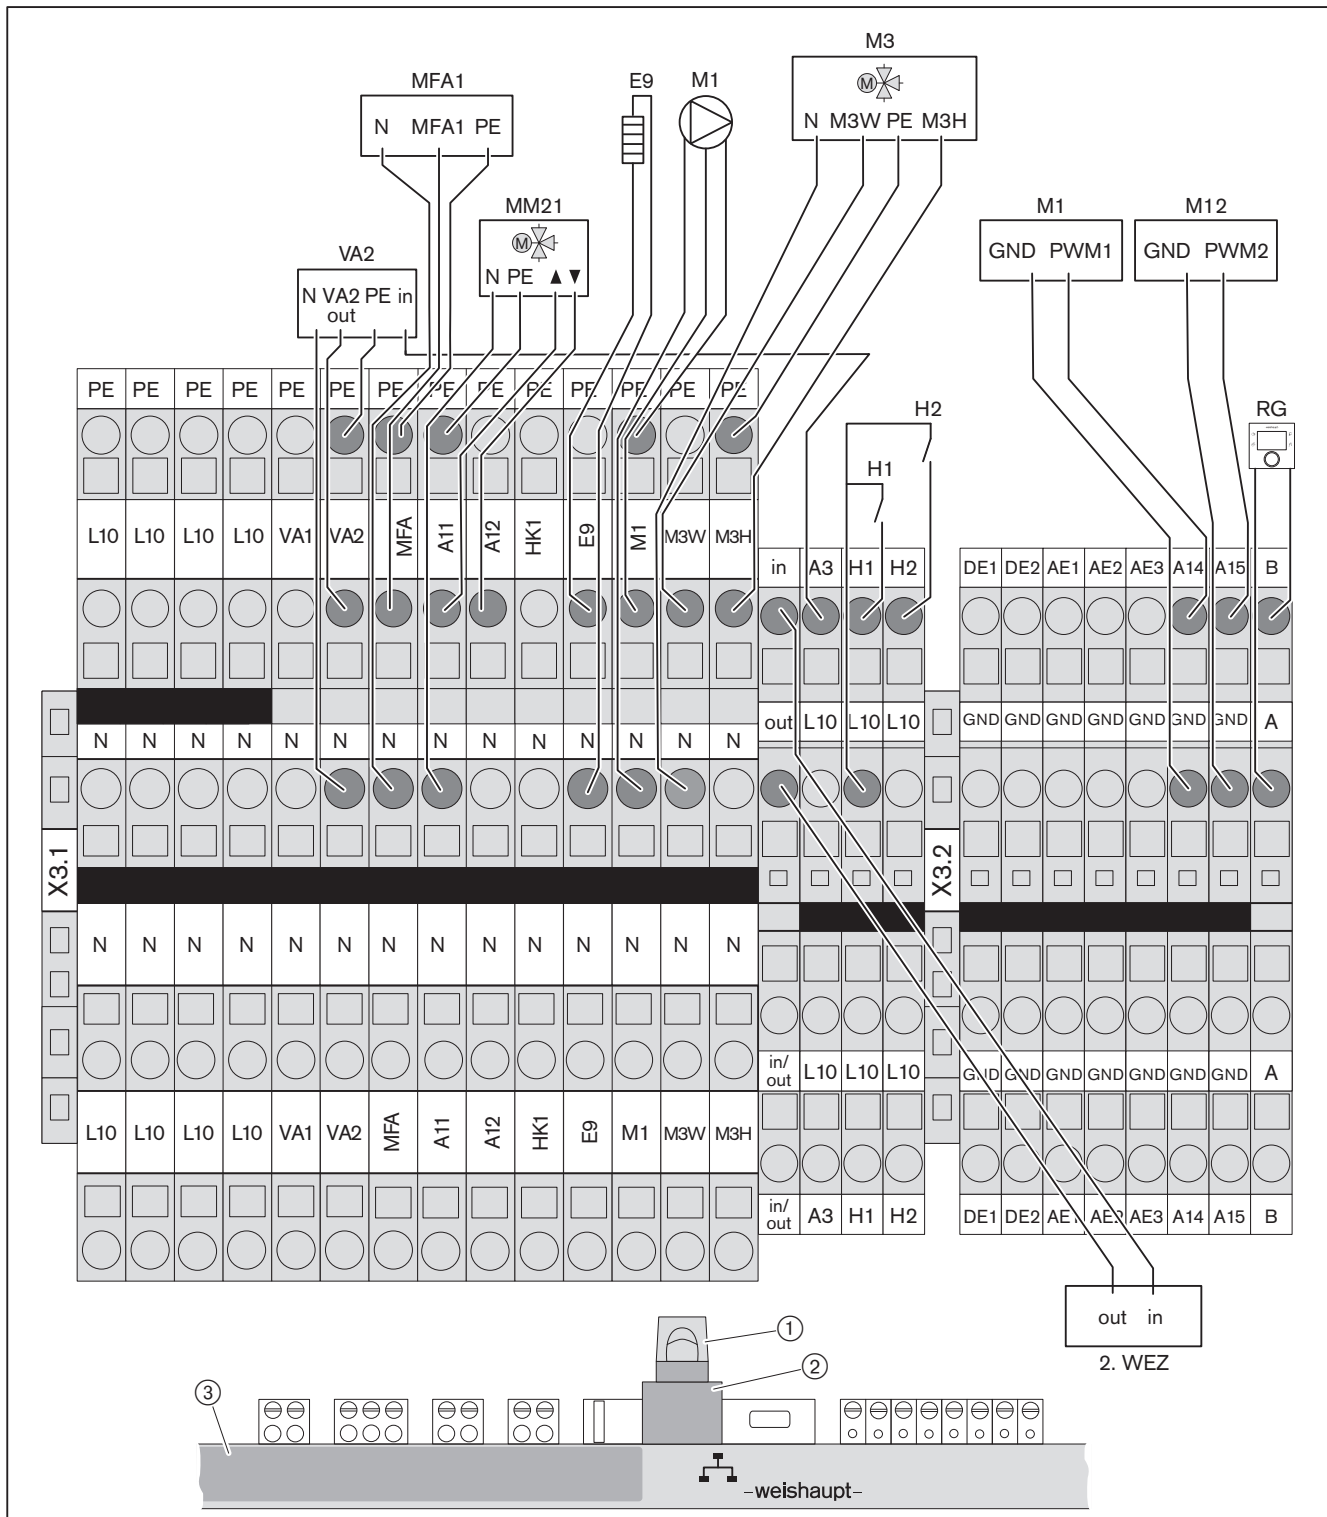 M3
MFA1
E9
M1
N MFA1 PE
N M3W PE M3H
MM21
N PE ▲ ▼
M1
M12
GND PWM1
GND PWM2
VA2
N VA2 PE in
out
PE PE PE PE PE PE PE PE PE PE PE PE PE PE
H2
RG
H1
L10 L10 L10 L10 VA1 VA2 MFA A11 A12 HK1 E9 M1 M3W M3H
in A3 H1 H2
DE1 DE2 AE1 AE2 AE3 A14 A15 B
out L10 L10 L10
GND GND GND GND GND GND GND A
N N N N N N N N N N N N N N
X3.1
X3.2
N N N N N N N N N N N N N N
in/
out L10 L10 L10
GND GND GND GND GND GND GND A
L10 L10 L10 L10 VA1 VA2 MFA A11 A12 HK1 E9 M1 M3W M3H
in/
out A3 H1 H2
DE1 DE2 AE1 AE2 AE3 A14 A15 B
out in
2. WEZ
1
2
3
-weishaupt-